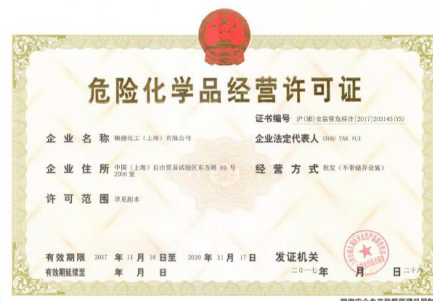 危险化学品经营许可证
证书编号 沪(浦)安监管危经许[2017]203145(YS)
企业名称 (上海)有限公司
企业法定代表人 CHAU TAK YUI
企业住所 中国(上海)自由贸易试验区东方路 69 号
2006 室
经营方式 批发(不带储存设施)
许可范围 详见副本
有效期限 2017 年 11 月 18 日至 2020 年 11 月 17 日
发证机关
有效期延续至 年 月 日
二〇一七年 月 日